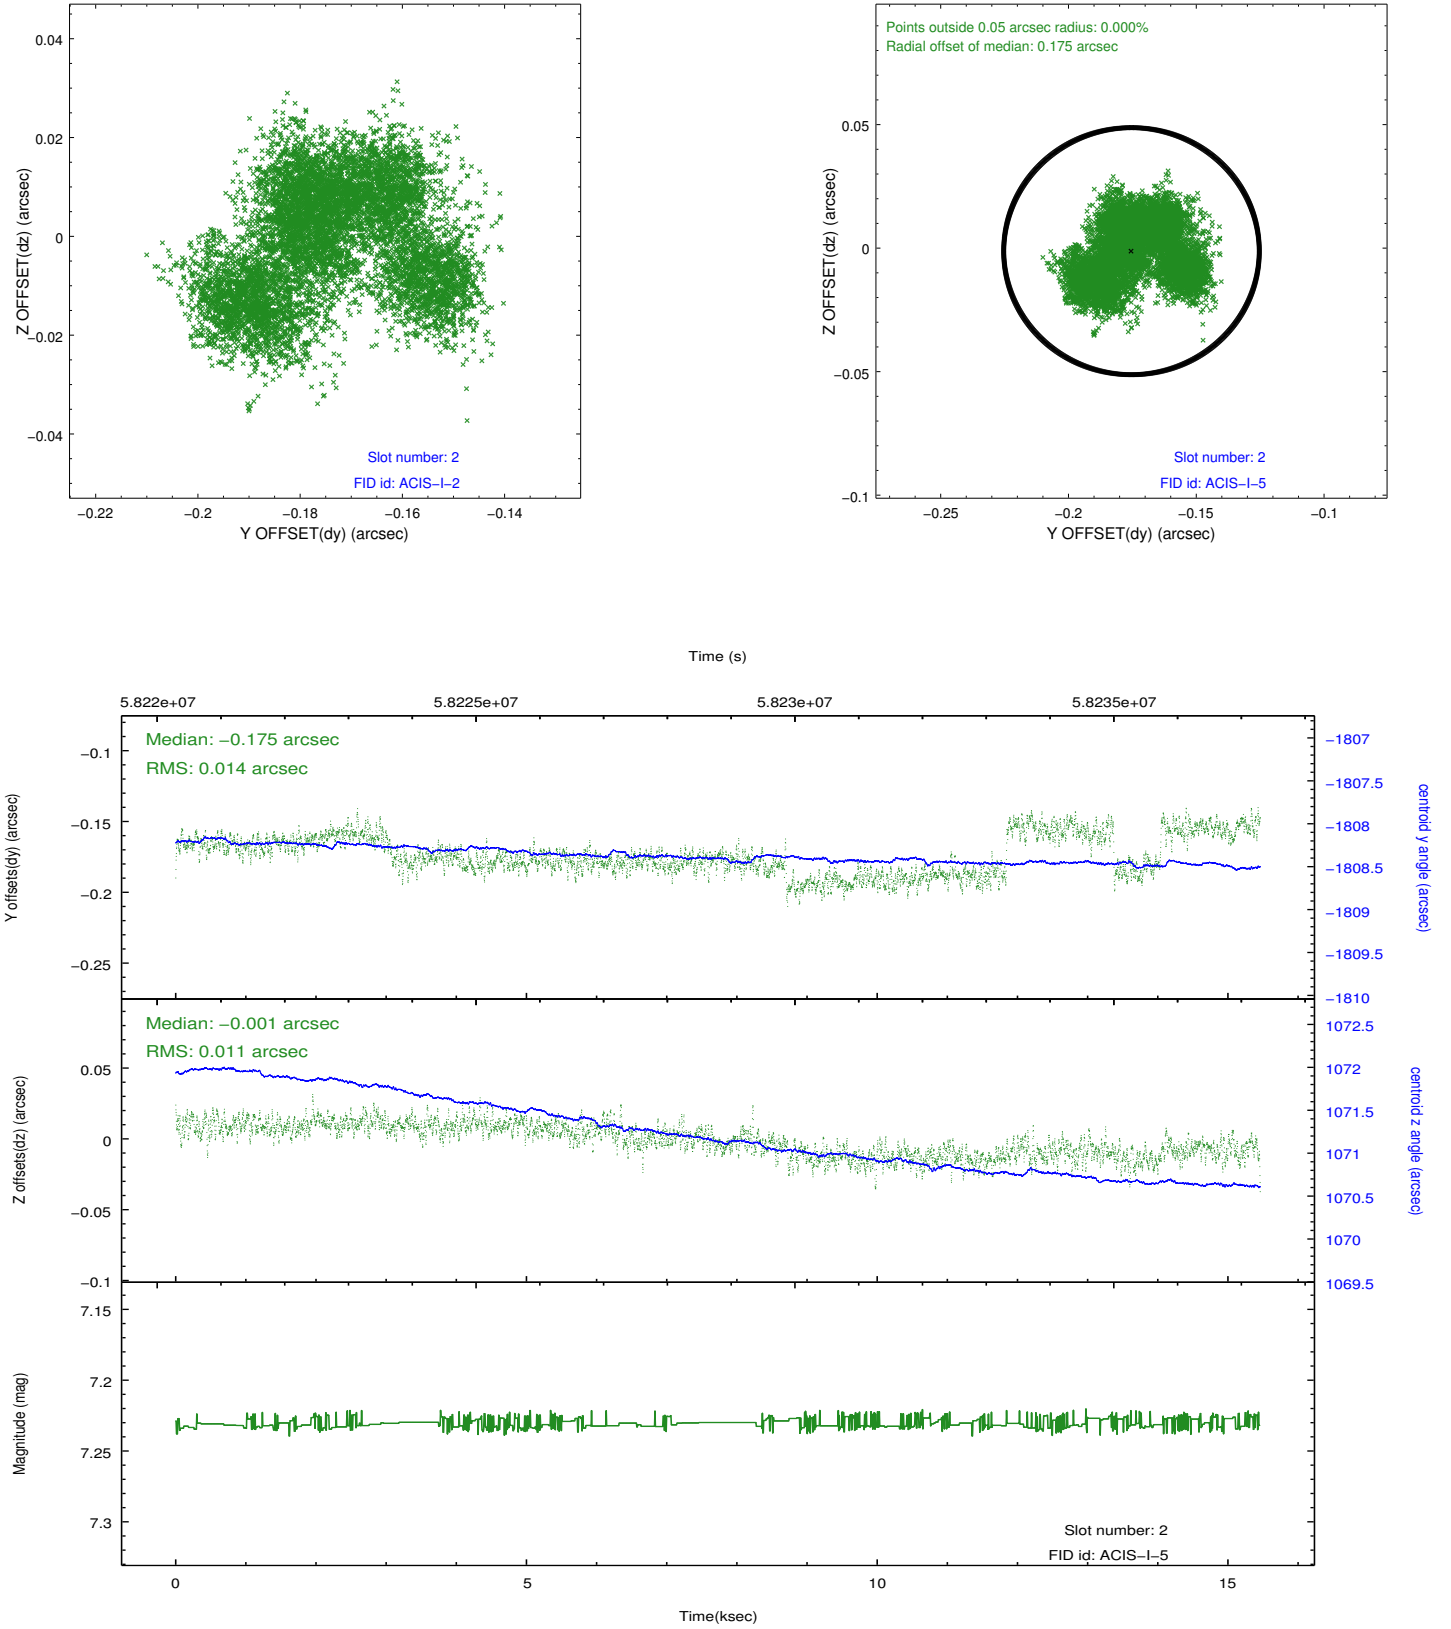 0.04
0.02
0
−0.02
−0.04
Z OFFSET(dz) (arcsec)
Slot number: 2
FID id: ACIS−I−2
−0.22
−0.2
−0.18
−0.16
−0.14
Y OFFSET(dy) (arcsec)
Points outside 0.05 arcsec radius: 0.000%
Radial offset of median: 0.175 arcsec
0.05
0
−0.05
−0.1
Z OFFSET(dz) (arcsec)
Slot number: 2
FID id: ACIS−I−5
−0.25
−0.2
−0.15
−0.1
Y OFFSET(dy) (arcsec)
Time (s)
5.822e+07
5.8225e+07
5.823e+07
5.8235e+07
Median: −0.175 arcsec
RMS: 0.014 arcsec
−0.1
−0.15
−0.2
−0.25
Y offsets(dy) (arcsec)
−1807
−1807.5
−1808
−1808.5
−1809
−1809.5
−1810
centroid y angle (arcsec)
Median: −0.001 arcsec
RMS: 0.011 arcsec
0.05
0
−0.05
−0.1
Z offsets(dz) (arcsec)
1072.5
1072
1071.5
1071
1070.5
1070
1069.5
centroid z angle (arcsec)
7.15
7.2
7.25
7.3
Magnitude (mag)
Slot number: 2
FID id: ACIS−I−5
0
5
10
15
Time(ksec)